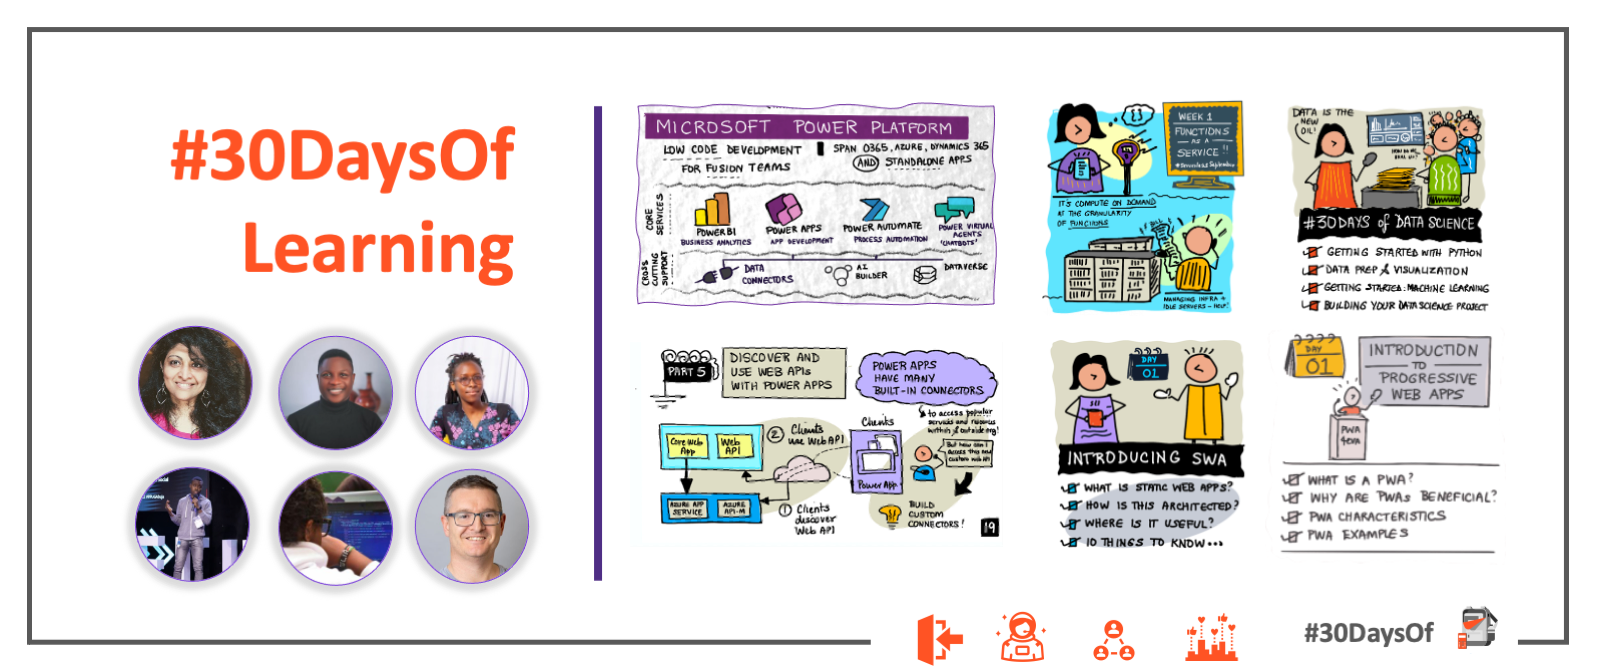 #30DaysOf
Learning
MICROSOFT POWER PLATFORM
LOW CODE DEVELOPMENT
FOR FUSION TEAMS
SPAN O365, AZURE, DYNAMICS 365
AND STANDALONE APPS
CORE
SERVICES
POWER BI
BUSINESS ANALYTICS
POWER APPS
APP DEVELOPMENT
POWER AUTOMATE
PROCESS AUTOMATION
POWER VIRTUAL
AGENTS
'CHATBOTS'
CROSS
CUTTING
SUPPORT
DATA
CONNECTORS
AI
BUILDER
DATAVERSE
WEEK 1
FUNCTIONS
AS A
SERVICE!!
#ServerlessSeptember
IT'S COMPUTE ON DEMAND
AT THE GRANULARITY
OF FUNCTIONS
MANAGING INFRA +
IDLE SERVERS - HELP!
DATA IS THE
NEW
OIL!
#30DAYS of DATA SCIENCE
GETTING STARTED WITH PYTHON
DATA PREP & VISUALIZATION
GETTING STARTED: MACHINE LEARNING
BUILDING YOUR DATA SCIENCE PROJECT
PART 5
DISCOVER AND
USE WEB APIs
WITH POWER APPS
POWER APPS
HAVE MANY
BUILT-IN CONNECTORS
to access popular
services and resources
within & outside org!
Core Web
App
Web
API
② Clients
use Web API
Clients
Power App
But how can I
access this new
custom web API
AZURE APP
SERVICE
AZURE
API-M
① Clients
discover
Web API
BUILD
CUSTOM
CONNECTORS!
19
DAY
01
INTRODUCING SWA
WHAT IS STATIC WEB APPS?
HOW IS THIS ARCHITECTED?
WHERE IS IT USEFUL?
10 THINGS TO KNOW...
DAY
01
INTRODUCTION
TO
PROGRESSIVE
WEB APPS
PWA
4eva
WHAT IS A PWA?
WHY ARE PWAs BENEFICIAL?
PWA CHARACTERISTICS
PWA EXAMPLES
#30DaysOf